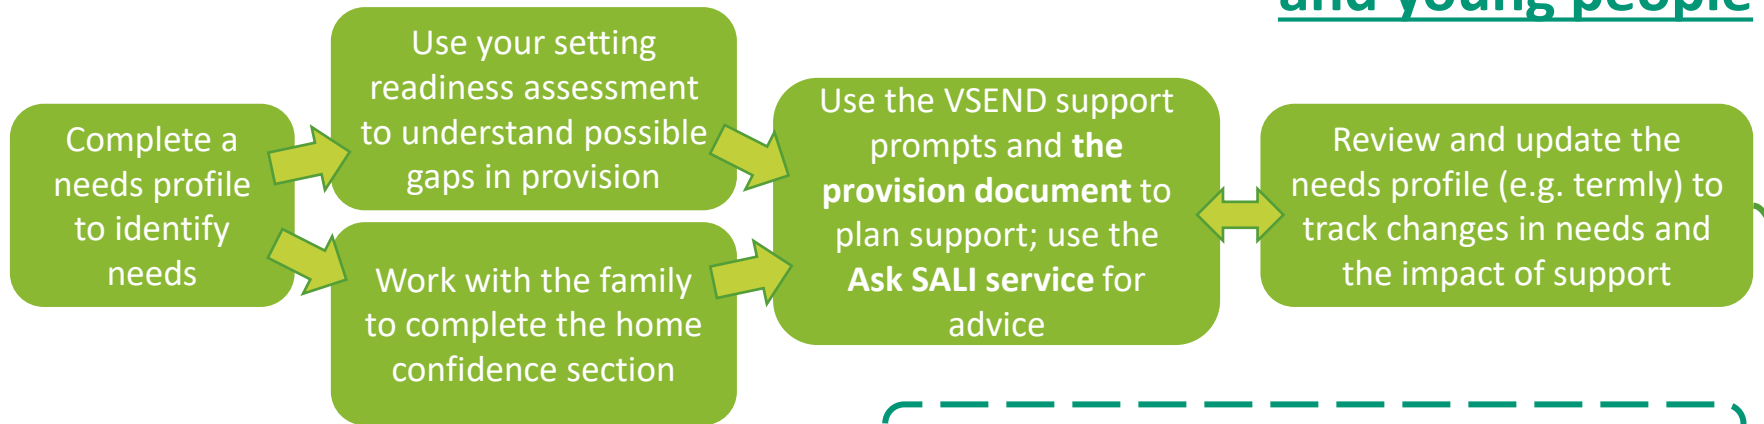 and young people
Complete a
needs profile
to identify
needs
Use your setting
readiness assessment
to understand possible
gaps in provision
Work with the family
to complete the home
confidence section
Use the VSEND support
prompts and the
provision document to
plan support; use the
Ask SALI service for
advice
Review and update the
needs profile (e.g. termly) to
track changes in needs and
the impact of support